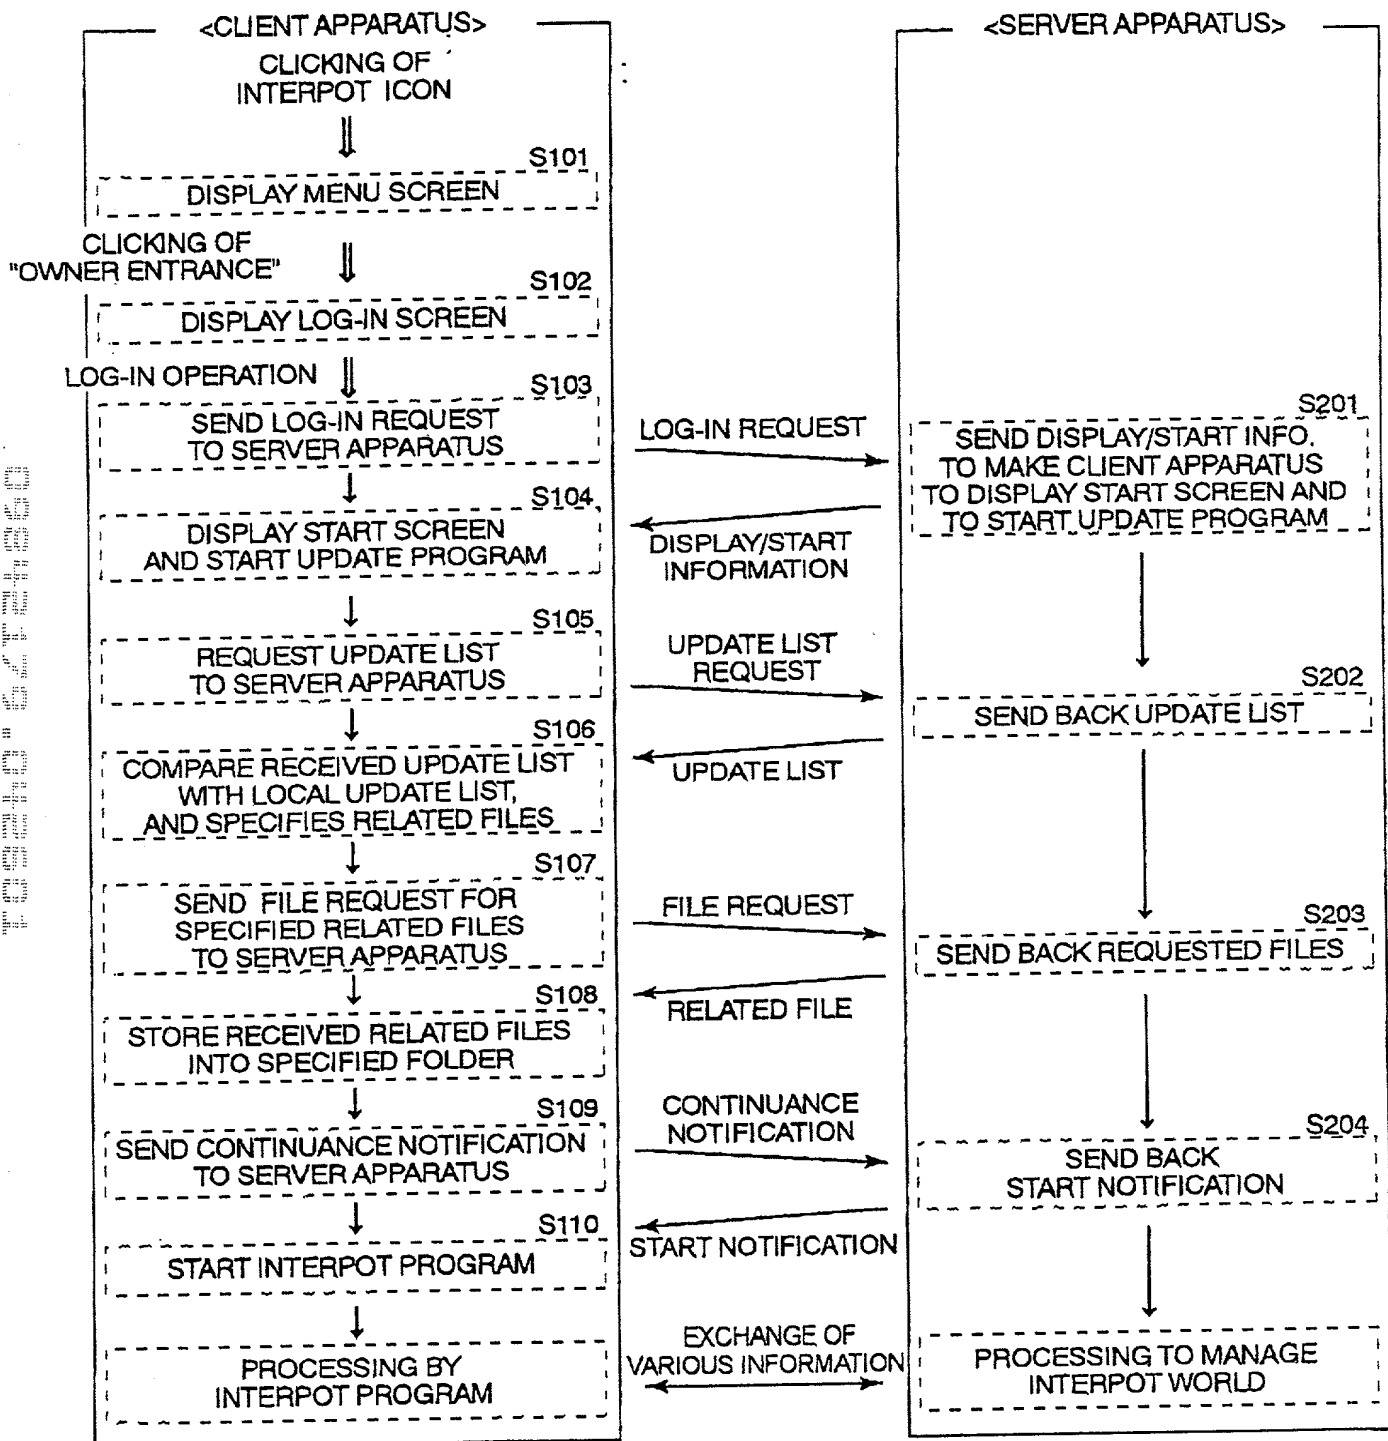 <CLIENT APPARATUS>
CLICKING OF
INTERPOT ICON
S101
DISPLAY MENU SCREEN
CLICKING OF
"OWNER ENTRANCE"
S102
DISPLAY LOG-IN SCREEN
LOG-IN OPERATION
S103
SEND LOG-IN REQUEST
TO SERVER APPARATUS
S104
DISPLAY START SCREEN
AND START UPDATE PROGRAM
S105
REQUEST UPDATE LIST
TO SERVER APPARATUS
S106
COMPARE RECEIVED UPDATE LIST
WITH LOCAL UPDATE LIST,
AND SPECIFIES RELATED FILES
S107
SEND FILE REQUEST FOR
SPECIFIED RELATED FILES
TO SERVER APPARATUS
S108
STORE RECEIVED RELATED FILES
INTO SPECIFIED FOLDER
S109
SEND CONTINUANCE NOTIFICATION
TO SERVER APPARATUS
S110
START INTERPOT PROGRAM
PROCESSING BY
INTERPOT PROGRAM
LOG-IN REQUEST
DISPLAY/START
INFORMATION
UPDATE LIST
REQUEST
UPDATE LIST
FILE REQUEST
RELATED FILE
CONTINUANCE
NOTIFICATION
START NOTIFICATION
EXCHANGE OF
VARIOUS INFORMATION
<SERVER APPARATUS>
S201
SEND DISPLAY/START INFO.
TO MAKE CLIENT APPARATUS
TO DISPLAY START SCREEN AND
TO START UPDATE PROGRAM
S202
SEND BACK UPDATE LIST
S203
SEND BACK REQUESTED FILES
S204
SEND BACK
START NOTIFICATION
PROCESSING TO MANAGE
INTERPOT WORLD